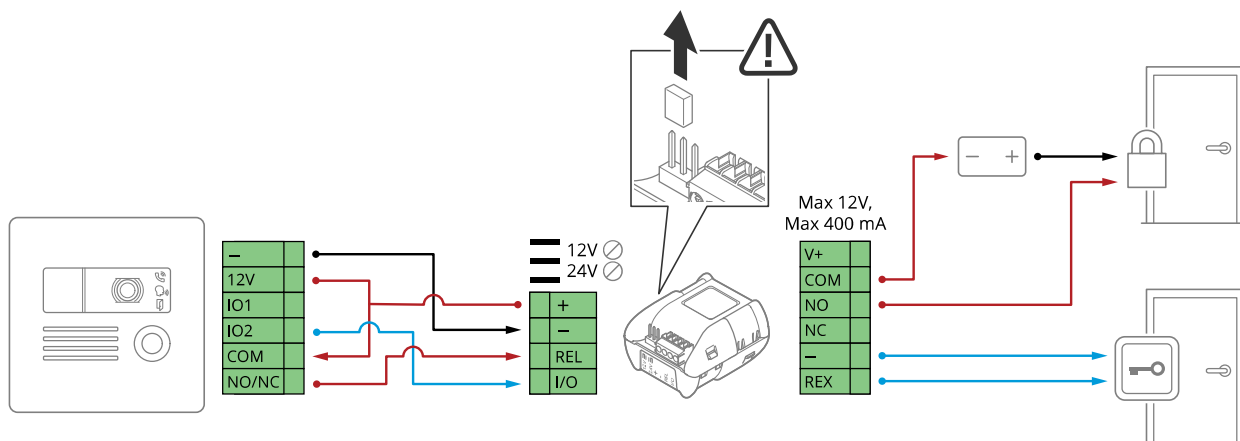 Max 12V,
Max 400 mA
–
12V
IO1
IO2
COM
NO/NC
12V
24V
+
–
REL
I/O
V+
COM
NO
NC
–
REX
– +